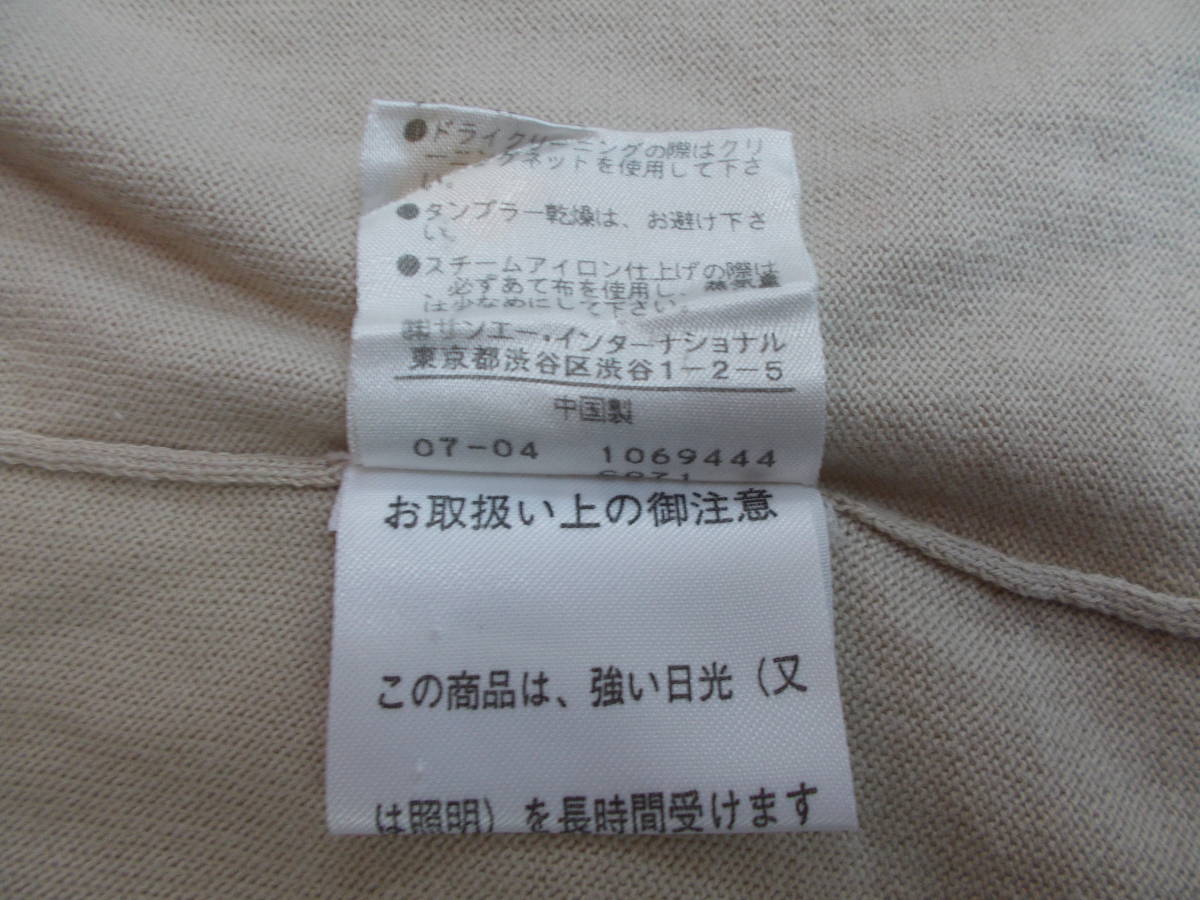 ●ドライクリーニングの際はクリ
ーニングネットを使用して下さ
い。
●タンブラー乾燥は、お避け下さ
い。
●スチームアイロン仕上げの際は
必ずあて布を使用し、蒸気量
は少なめにして下さい。
㈱サンエー・インターナショナル
東京都渋谷区渋谷1-2-5
中国製
07-04 1069444
お取扱い上の御注意
この商品は、強い日光（又
は照明）を長時間受けます